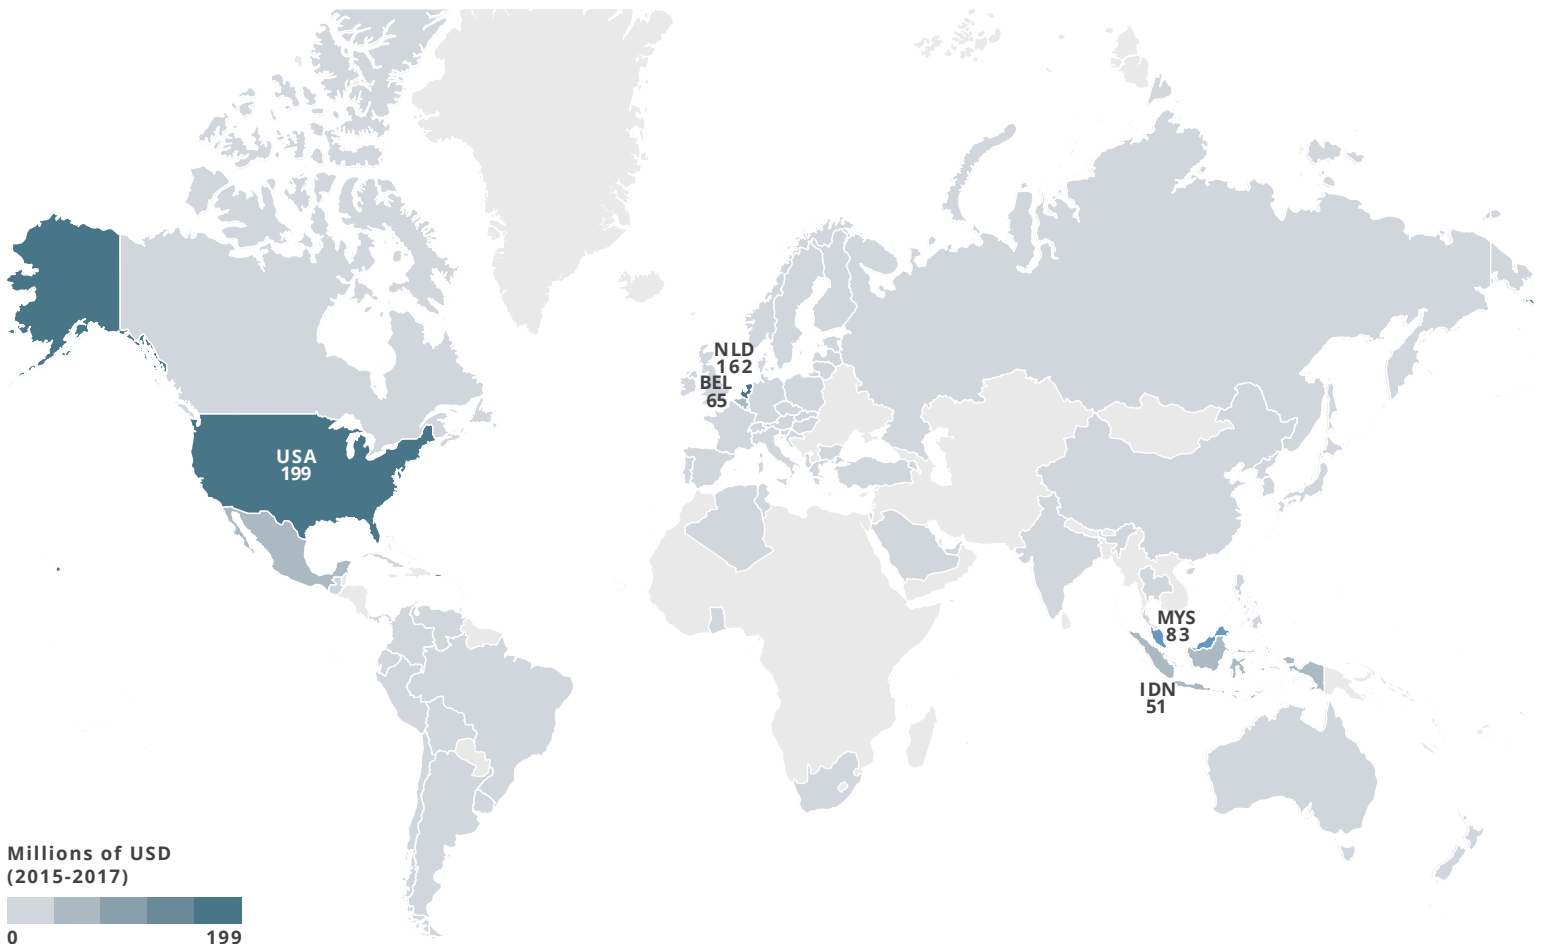 NLD
162
BEL
65
USA
199
MYS
83
IDN
51
Millions of USD
(2015-2017)
0 199